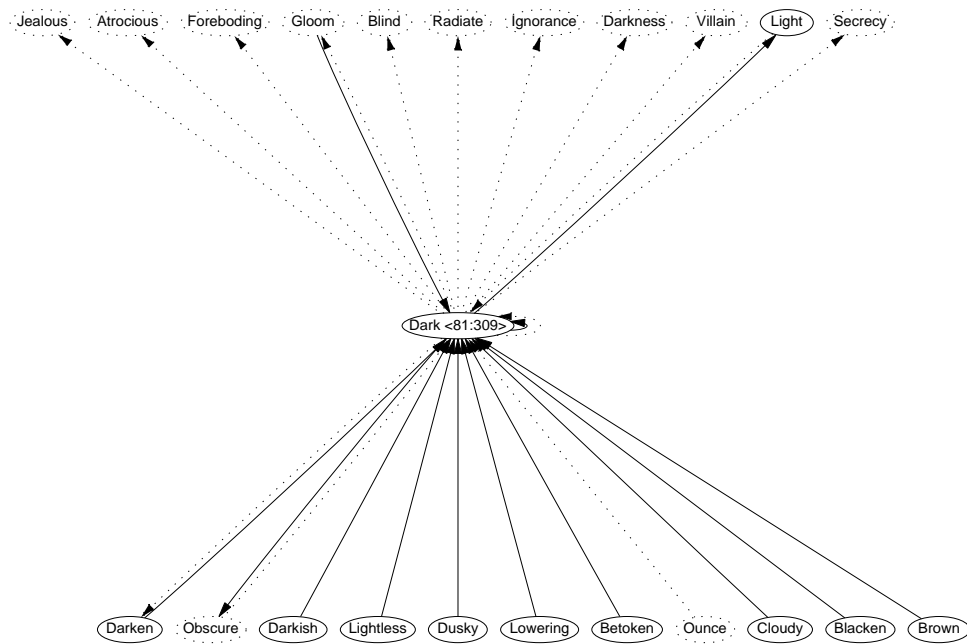 Jealous Atrocious Foreboding Gloom Blind Radiate Ignorance Darkness Villain Light Secrecy
Dark <81:309>
Darken Obscure Darkish Lightless Dusky Lowering Betoken Ounce Cloudy Blacken Brown